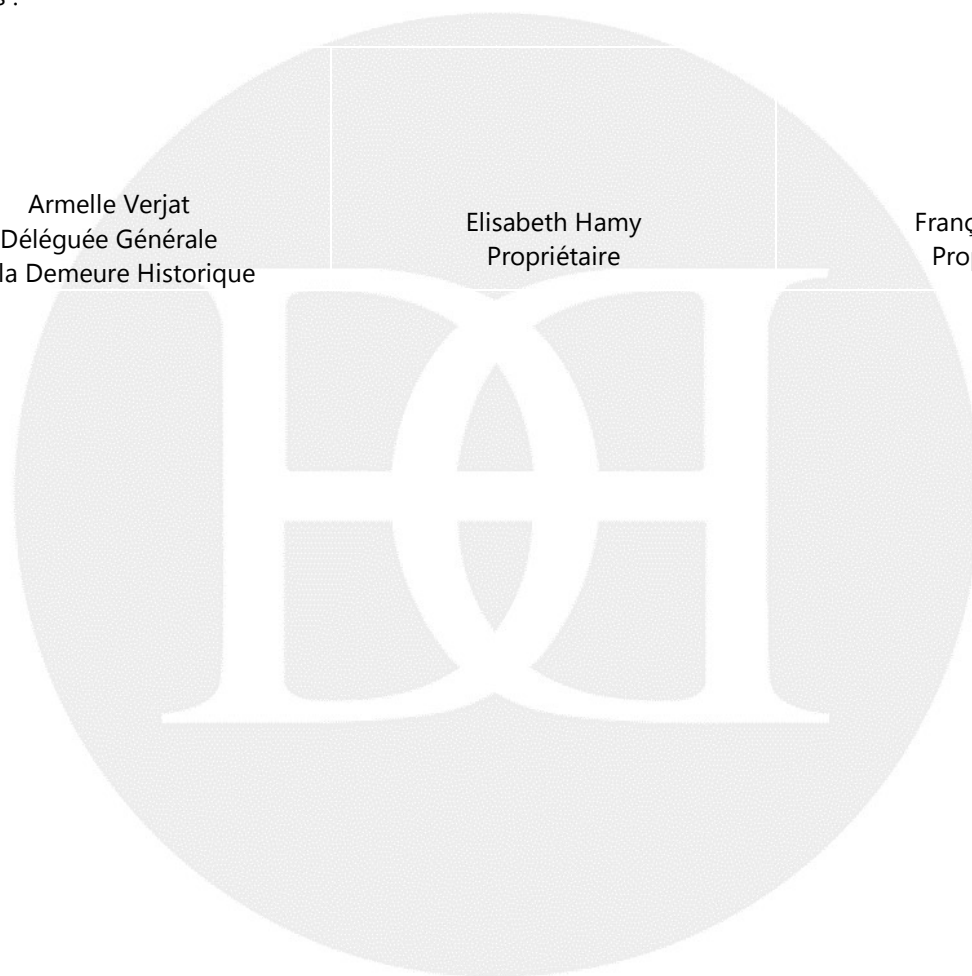 Armelle Verjat
Déléguée Générale
la Demeure Historique
Elisabeth Hamy
Propriétaire